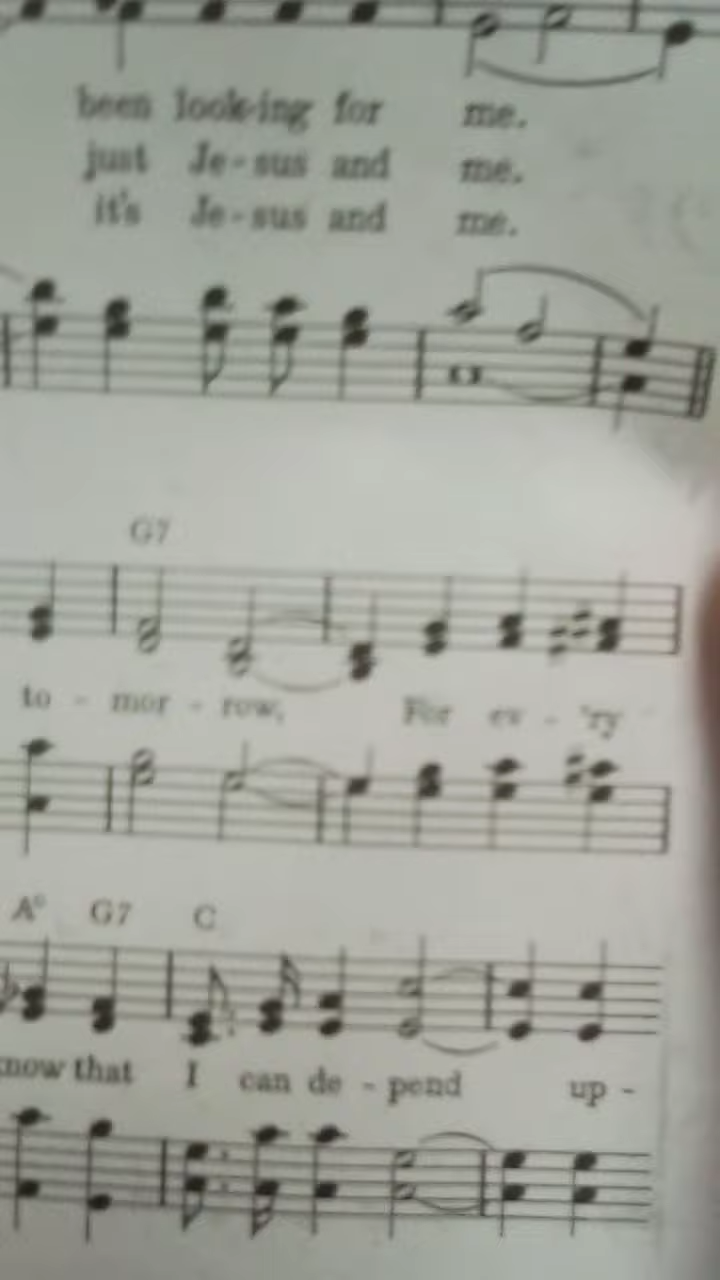 been look-ing for me.
just Je-sus and me.
it's Je-sus and me.
G7
to - mor - row, For ev - 'ry
A° G7 C
know that I can de - pend up -